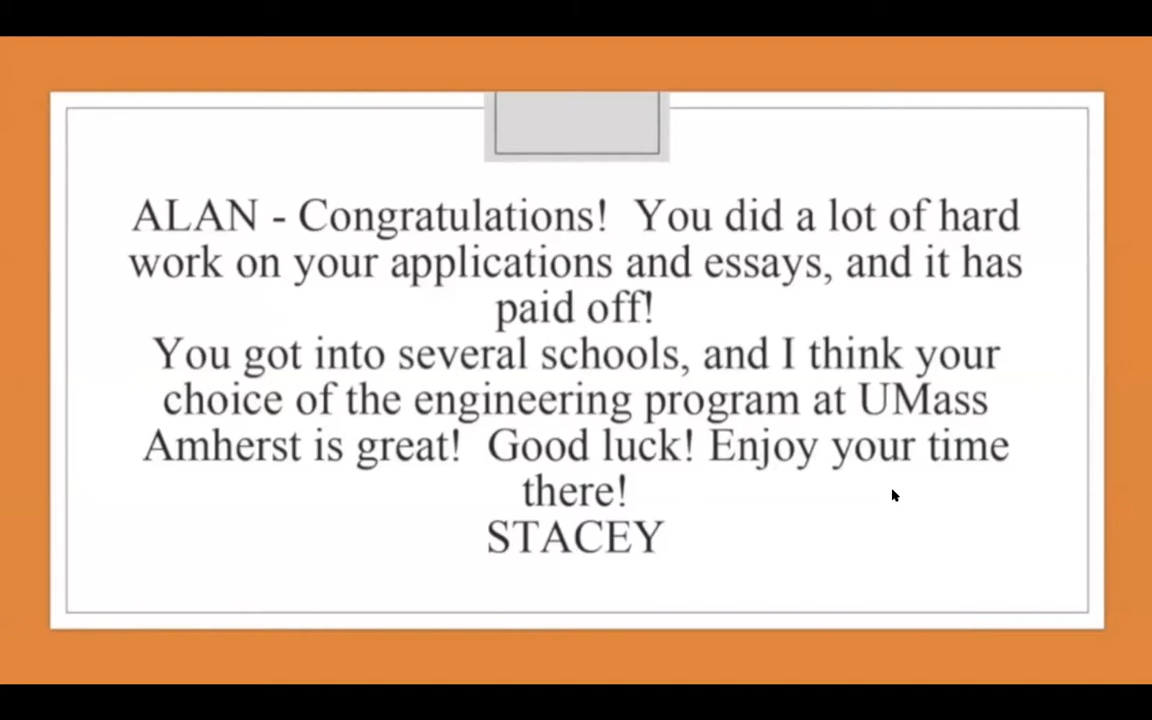 ALAN - Congratulations!  You did a lot of hard
work on your applications and essays, and it has
paid off!
You got into several schools, and I think your
choice of the engineering program at UMass
Amherst is great!  Good luck! Enjoy your time
there!
STACEY